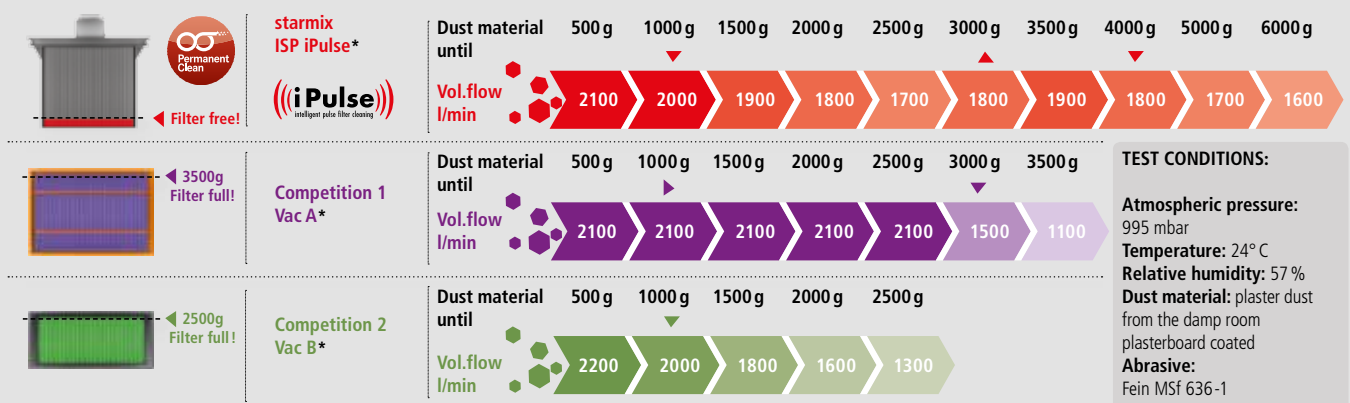 Permanent
Clean
Filter free!
starmix
ISP iPulse*
((( i Pulse )))
intelligent pulse filter cleaning
Dust material until 500 g 1000 g 1500 g 2000 g 2500 g 3000 g 3500 g 4000 g 5000 g 6000 g
Vol.flow l/min 2100 2000 1900 1800 1700 1800 1900 1800 1700 1600
3500g
Filter full!
Competition 1
Vac A*
Dust material until 500 g 1000 g 1500 g 2000 g 2500 g 3000 g 3500 g
Vol.flow l/min 2100 2100 2100 2100 2100 1500 1100
2500g
Filter full!
Competition 2
Vac B*
Dust material until 500 g 1000 g 1500 g 2000 g 2500 g
Vol.flow l/min 2200 2000 1800 1600 1300
TEST CONDITIONS:
Atmospheric pressure:
995 mbar
Temperature: 24° C
Relative humidity: 57 %
Dust material: plaster dust
from the damp room
plasterboard coated
Abrasive:
Fein MSf 636-1